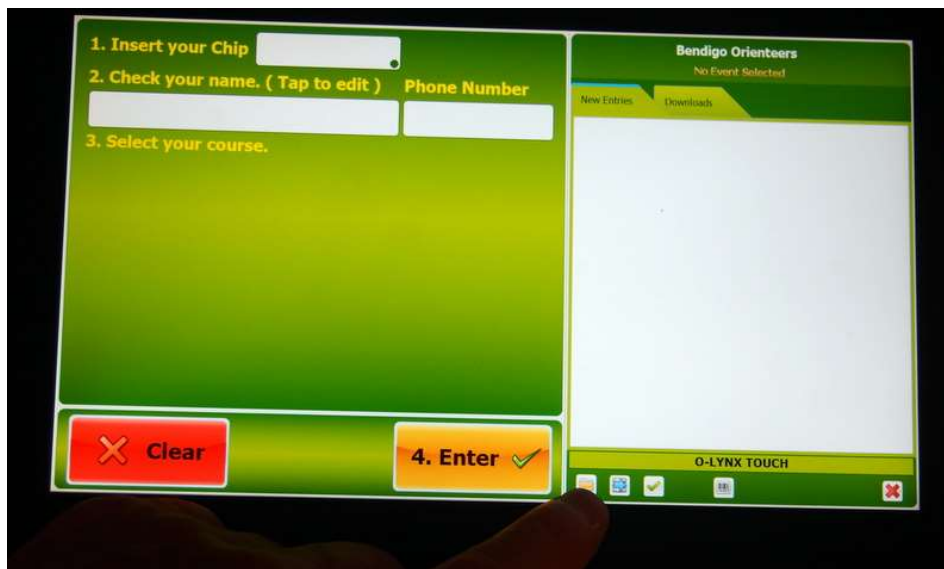 1. Insert your Chip
2. Check your name. ( Tap to edit ) Phone Number
3. Select your course.
Clear
4. Enter
Bendigo Orienteers
No Event Selected
New Entries Downloads
O-LYNX TOUCH